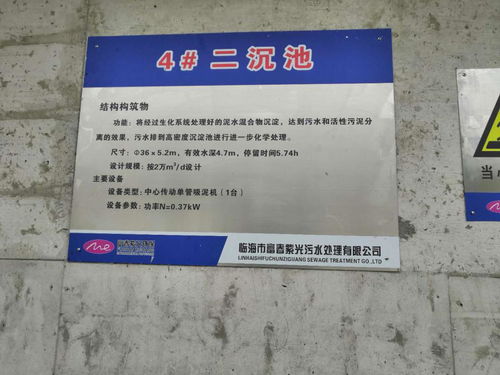 4# 二沉池
结构构筑物
功能：将经过生化系统处理好的泥水混合物沉淀，达到污水和活性污泥分
离的效果，污水排到高密度沉淀池进行进一步化学处理。
尺寸：Φ36×5.2m，有效水深4.7m，停留时间5.74h
设计规模：按2万m³/d设计
主要设备
设备类型：中心传动单管吸泥机（1台）
设备参数：功率N=0.37kW
临海市富春紫光污水处理有限公司
LINHAISHIFUCHUNZIGUANG SEWAGE TREATMENT CO.,LTD
当